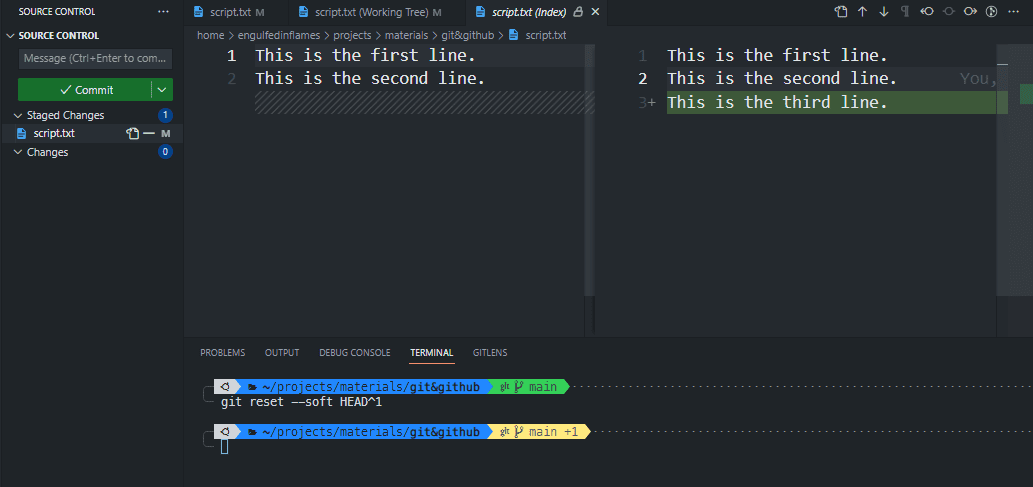 SOURCE CONTROL ···
script.txt M
script.txt (Working Tree) M
script.txt (Index)
SOURCE CONTROL
Message (Ctrl+Enter to com...
Commit
Staged Changes 1
script.txt M
Changes 0
home > engulfedinflames > projects > materials > git&github > script.txt
1 This is the first line.
2 This is the second line.
1 This is the first line.
2 This is the second line. You,
3+ This is the third line.
PROBLEMS OUTPUT DEBUG CONSOLE TERMINAL GITLENS
~/projects/materials/git&github git main
git reset --soft HEAD^1
~/projects/materials/git&github git main +1